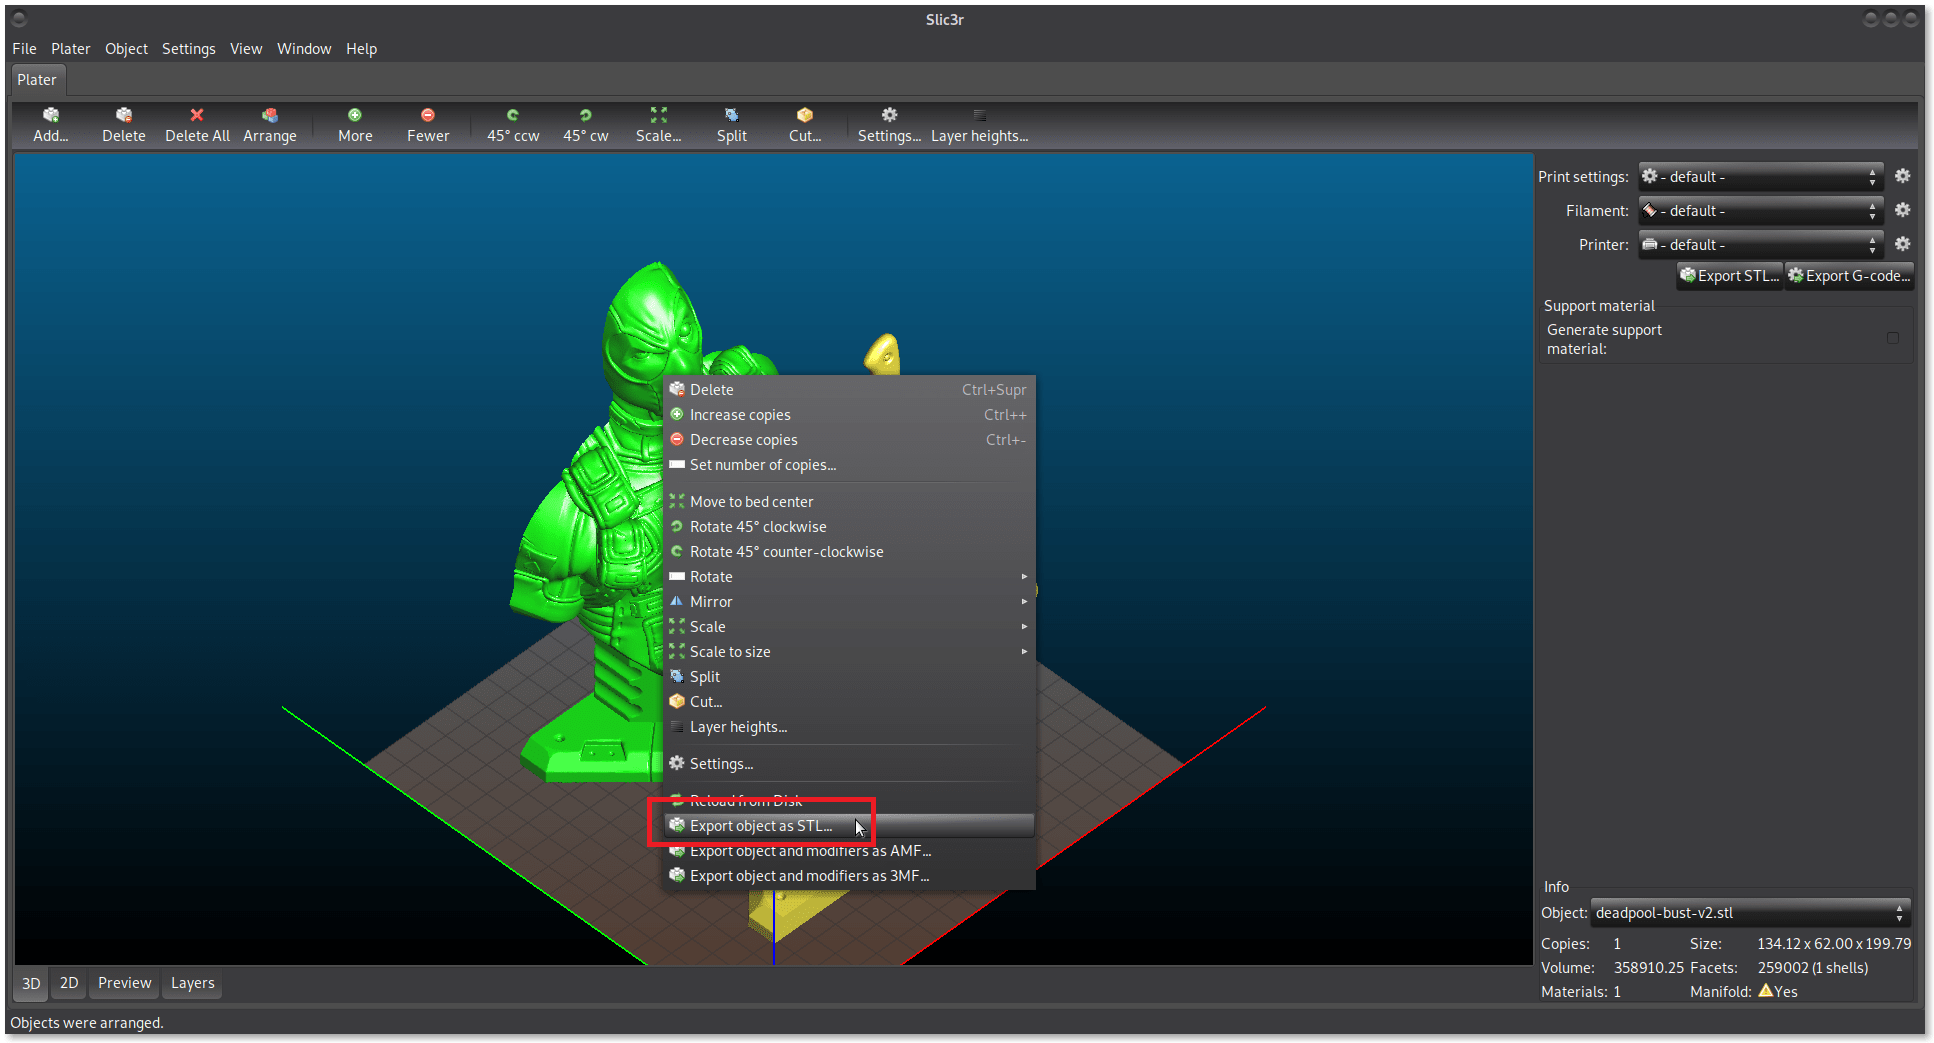 Slic3r
File Plater Object Settings View Window Help
Plater
Add... Delete Delete All Arrange More Fewer 45° ccw 45° cw Scale... Split Cut... Settings... Layer heights...
Print settings: - default -
Filament: - default -
Printer: - default -
Export STL... Export G-code...
Support material
Generate support
material:
Delete Ctrl+Supr
Increase copies Ctrl++
Decrease copies Ctrl+-
Set number of copies...
Move to bed center
Rotate 45° clockwise
Rotate 45° counter-clockwise
Rotate
Mirror
Scale
Scale to size
Split
Cut...
Layer heights...
Settings...
Reload from Disk
Export object as STL...
Export object and modifiers as AMF...
Export object and modifiers as 3MF...
Info
Object: deadpool-bust-v2.stl
Copies: 1 Size: 134.12 x 62.00 x 199.79
Volume: 358910.25 Facets: 259002 (1 shells)
Materials: 1 Manifold: Yes
3D 2D Preview Layers
Objects were arranged.